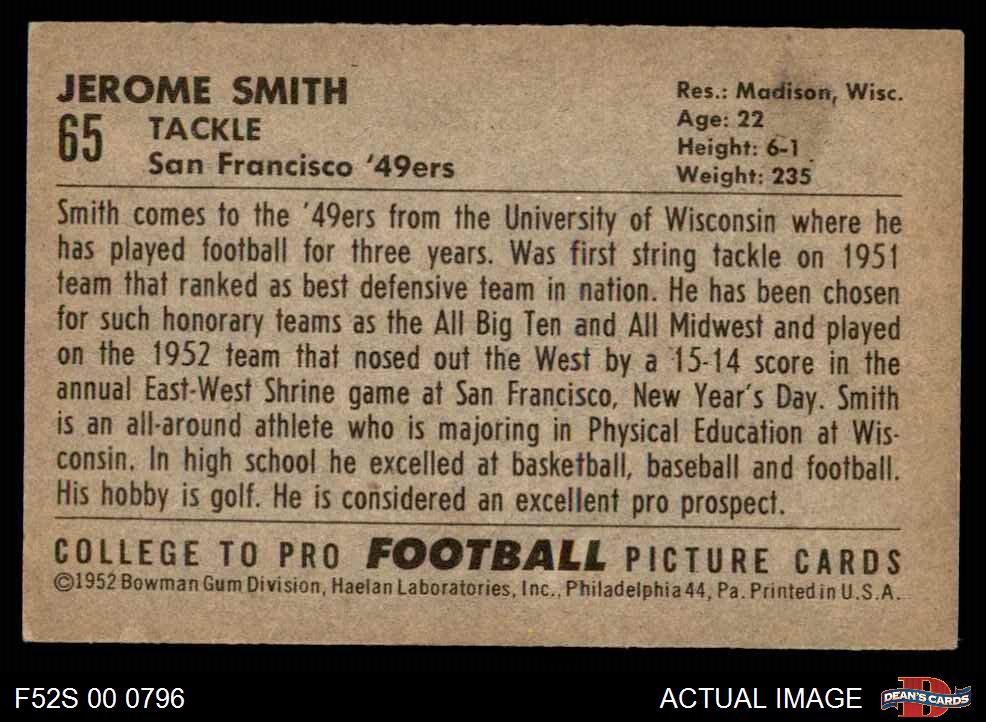 JEROME SMITH
65 TACKLE
San Francisco '49ers
Res.: Madison, Wisc.
Age: 22
Height: 6-1
Weight: 235
Smith comes to the '49ers from the University of Wisconsin where he
has played football for three years. Was first string tackle on 1951
team that ranked as best defensive team in nation. He has been chosen
for such honorary teams as the All Big Ten and All Midwest and played
on the 1952 team that nosed out the West by a 15-14 score in the
annual East-West Shrine game at San Francisco, New Year's Day. Smith
is an all-around athlete who is majoring in Physical Education at Wis-
consin. In high school he excelled at basketball, baseball and football.
His hobby is golf. He is considered an excellent pro prospect.
COLLEGE TO PRO FOOTBALL PICTURE CARDS
©1952 Bowman Gum Division, Haelan Laboratories, Inc., Philadelphia 44, Pa. Printed in U.S.A.
F52S 00 0796
ACTUAL IMAGE
DEAN'S CARDS